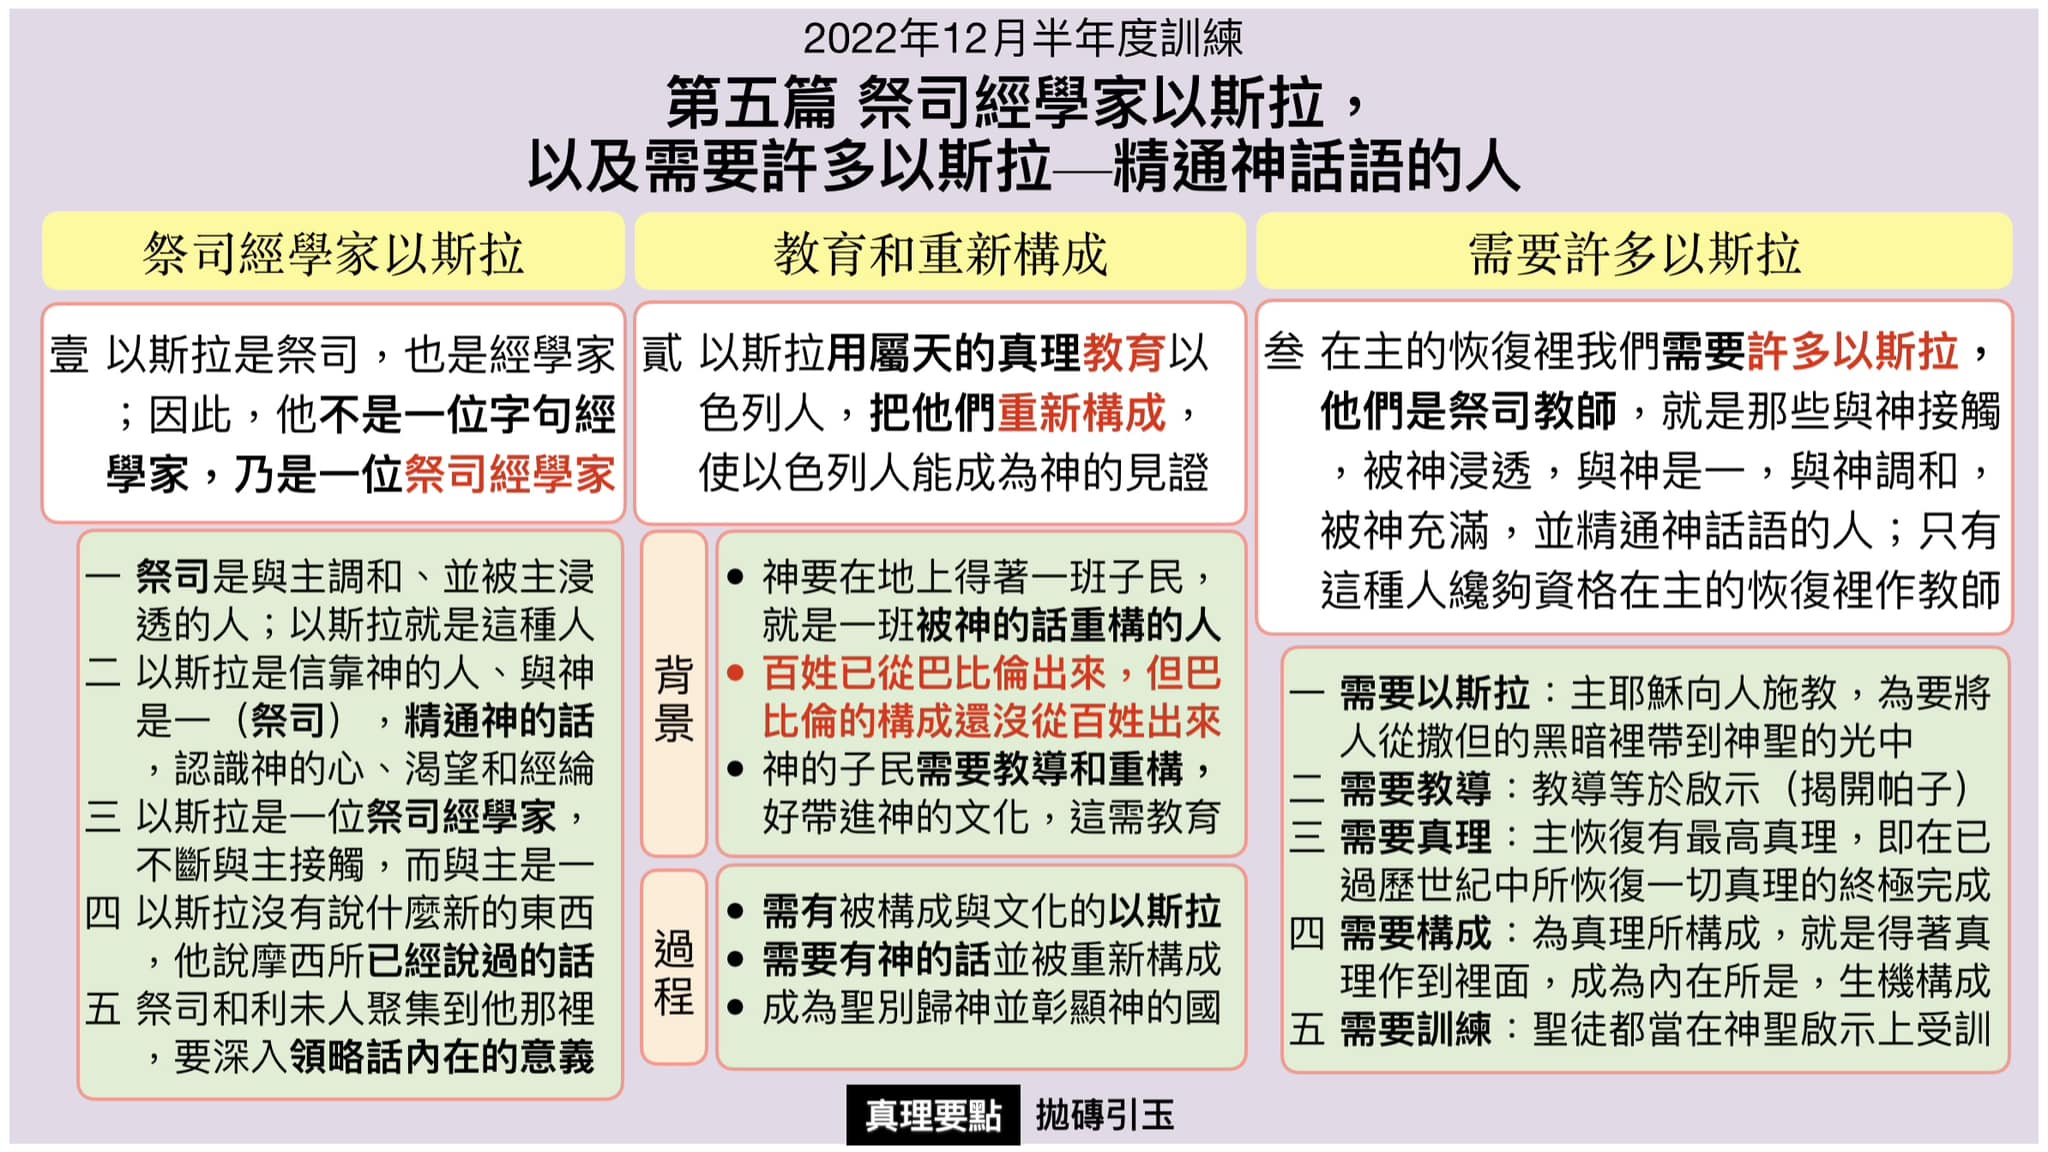 2022年12月半年度訓練
第五篇 祭司經學家以斯拉，
以及需要許多以斯拉—精通神話語的人
祭司經學家以斯拉
壹 以斯拉是祭司，也是經學家
；因此，他不是一位字句經
學家，乃是一位祭司經學家
一 祭司是與主調和、並被主浸
透的人；以斯拉就是這種人
二 以斯拉是信靠神的人、與神
是一（祭司），精通神的話
，認識神的心、渴望和經綸
三 以斯拉是一位祭司經學家，
不斷與主接觸，而與主是一
四 以斯拉沒有說什麼新的東西
，他說摩西所已經說過的話
五 祭司和利未人聚集到他那裡
，要深入領略話內在的意義
教育和重新構成
貳 以斯拉用屬天的真理教育以
色列人，把他們重新構成，
使以色列人能成為神的見證
背
景
• 神要在地上得著一班子民，
就是一班被神的話重構的人
• 百姓已從巴比倫出來，但巴
比倫的構成還沒從百姓出來
• 神的子民需要教導和重構，
好帶進神的文化，這需教育
過
程
• 需有被構成與文化的以斯拉
• 需要有神的話並被重新構成
• 成為聖別歸神並彰顯神的國
需要許多以斯拉
叁 在主的恢復裡我們需要許多以斯拉，
他們是祭司教師，就是那些與神接觸
，被神浸透，與神是一，與神調和，
被神充滿，並精通神話語的人；只有
這種人纔夠資格在主的恢復裡作教師
一 需要以斯拉：主耶穌向人施教，為要將
人從撒但的黑暗裡帶到神聖的光中
二 需要教導：教導等於啟示（揭開帕子）
三 需要真理：主恢復有最高真理，即在已
過歷世紀中所恢復一切真理的終極完成
四 需要構成：為真理所構成，就是得著真
理作到裡面，成為內在所是，生機構成
五 需要訓練：聖徒都當在神聖啟示上受訓
真理要點 拋磚引玉